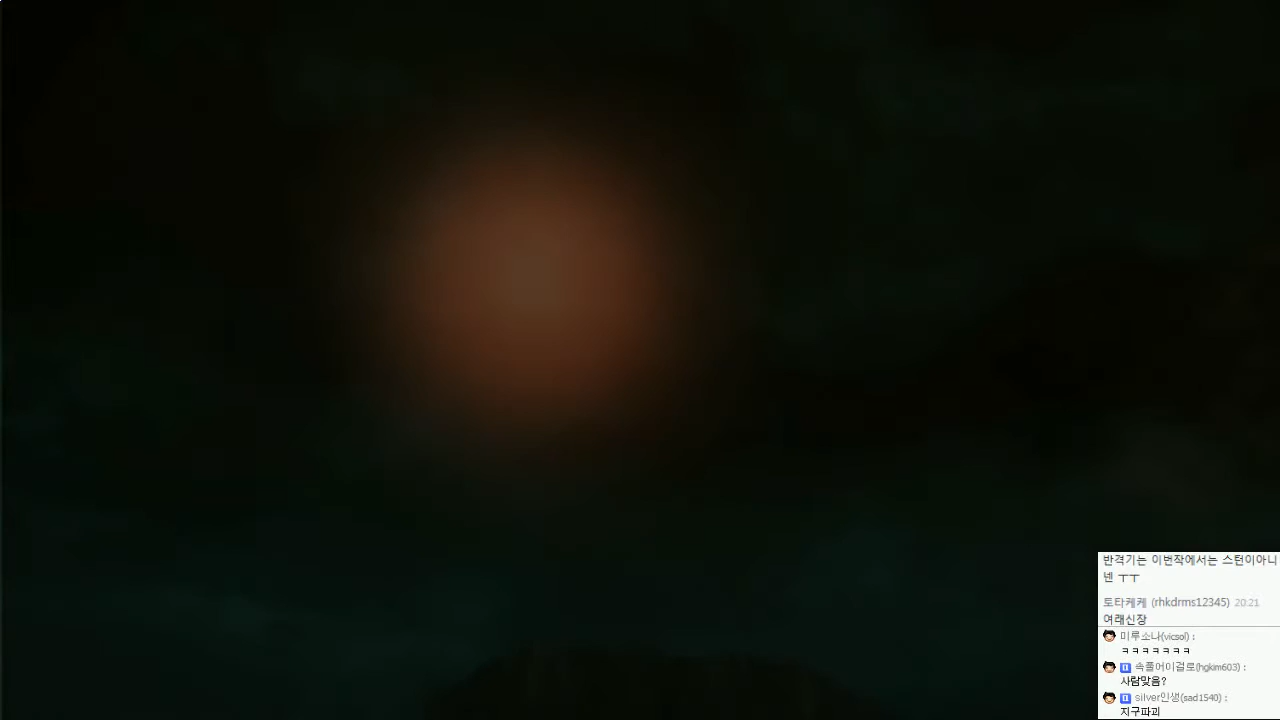 반격기는 이번작에서는 스턴이아니
넨 ㅜㅜ
토타케케 (rhkdrms12345) 20:21
여래신장
미루소나(vicsol) :
ㅋㅋㅋㅋㅋㅋㅋ
속풀어이걸로(hgkim603) :
사람맞음?
silver인생(sad1540) :
지구파괴